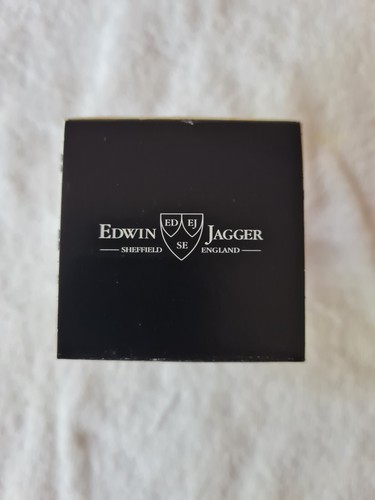 EDWIN JAGGER
ED EJ
SE
SHEFFIELD ENGLAND